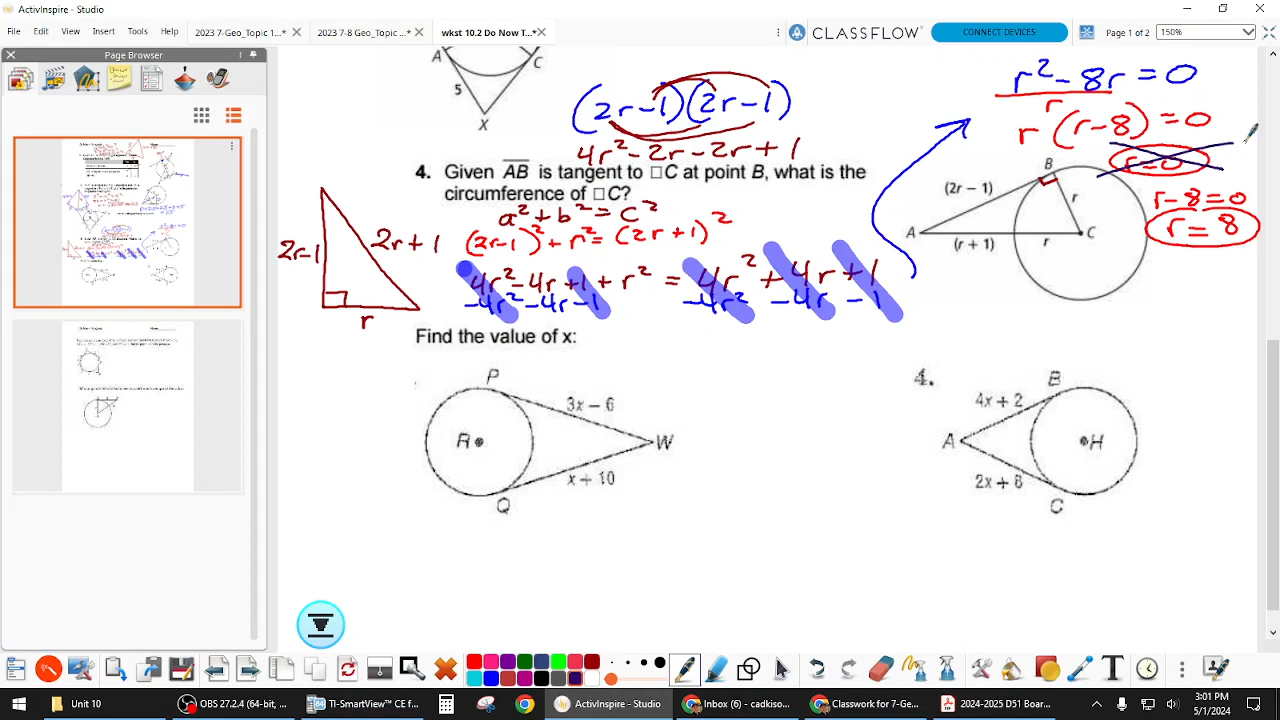 ActivInspire - Studio
File Edit View Insert Tools Help
2023 7-Geo_Topic 1...*
2023 7-8 Geo_Topic ...*
wkst 10.2 Do Now T...*
CLASSFLOW
CONNECT DEVICES
Page 1 of 2
150%
Page Browser
A
C
5
X
(2r-1)(2r-1)
4r²-2r-2r+1
r²-8r=0
r
r(r-8)=0
r=0
r-8=0
r=8
4. Given AB is tangent to □C at point B, what is the
circumference of □C?
a²+b²=c²
(2r-1)²+r²=(2r+1)²
4r²-4r+1+r²=4r²+4r+1
-4r²-4r-1 -4r² -4r -1
2r-1
2r+1
r
B
(2r − 1)
r
A
C
(r + 1)
r
Find the value of x:
P
3x − 6
R
W
x + 10
Q
4.
B
4x + 2
A
H
2x + 8
C
Unit 10
OBS 27.2.4 (64-bit, ...
TI-SmartView™ CE f...
ActivInspire - Studio
Inbox (6) - cadkiso...
Classwork for 7-Ge...
2024-2025 D51 Boar...
3:01 PM
5/1/2024